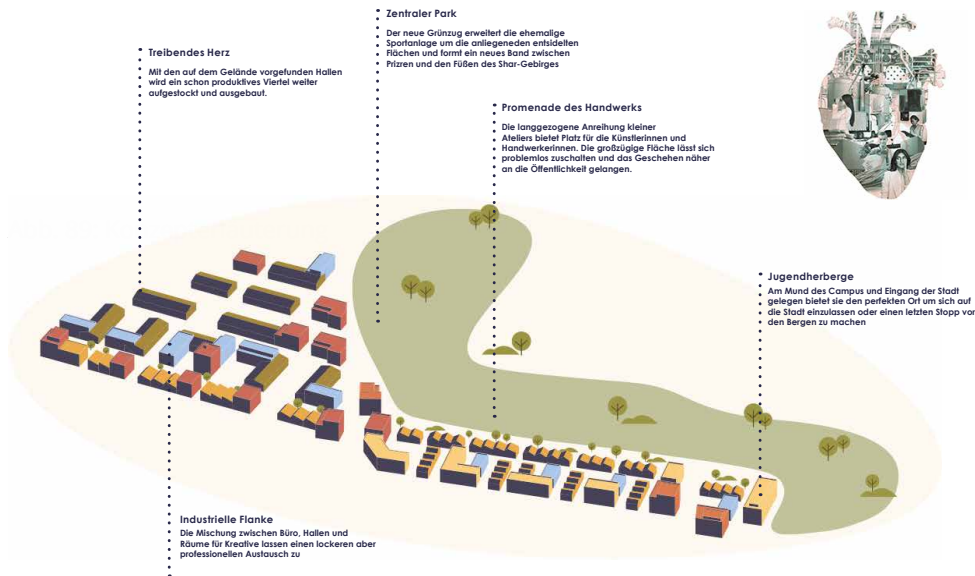 Zentraler Park
Der neue Grünzug erweitert die ehemalige
Sportanlage um die anliegeneden entsidelten
Flächen und formt ein neues Band zwischen
Prizren und den Füßen des Shar-Gebirges
Treibendes Herz
Mit den auf dem Gelände vorgefunden Hallen
wird ein schon produktives Viertel weiter
aufgestockt und ausgebaut.
Promenade des Handwerks
Die langgezogene Anreihung kleiner
Ateliers bietet Platz für die Künstlerinnen und
Handwerkerinnen. Die großzügige Fläche lässt sich
problemlos zuschalten und das Geschehen näher
an die Öffentlichkeit gelangen.
Jugendherberge
Am Mund des Campus und Eingang der Stadt
gelegen bietet sie den perfekten Ort um sich auf
die Stadt einzulassen oder einen letzten Stopp vor
den Bergen zu machen
Industrielle Flanke
Die Mischung zwischen Büro, Hallen und
Räume für Kreative lassen einen lockeren aber
professionellen Austausch zu